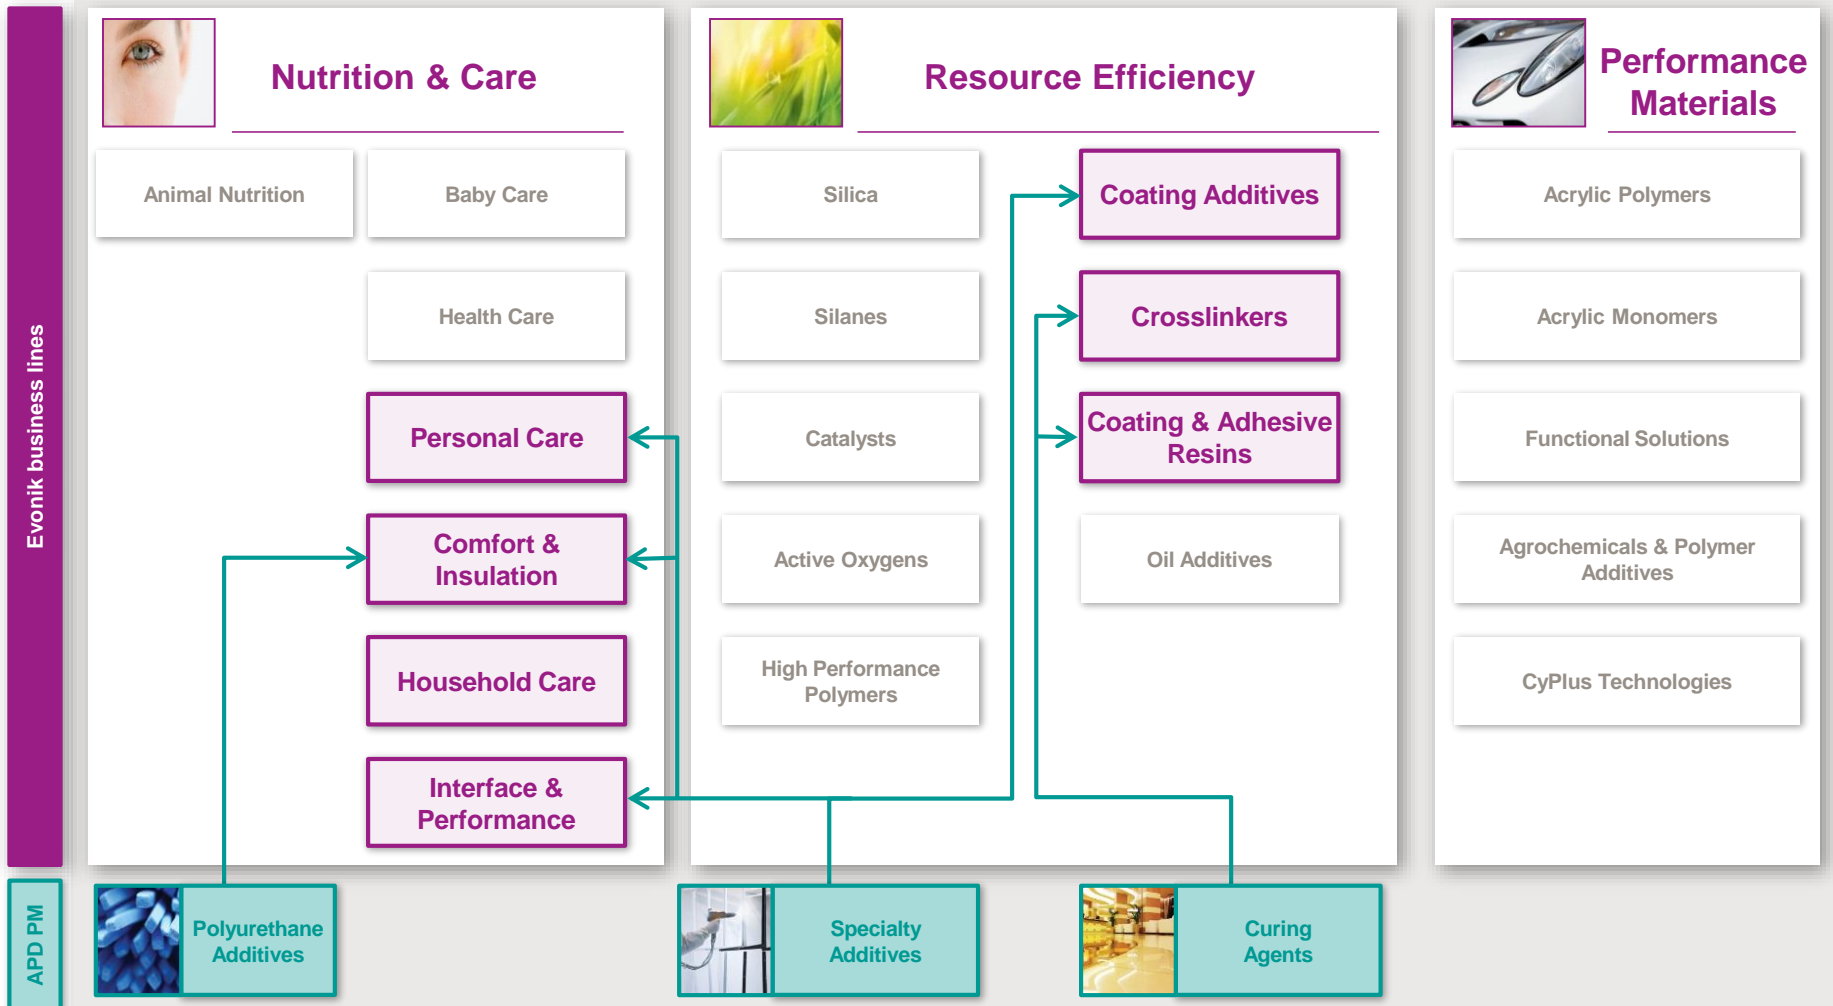 Evonik business lines
Nutrition & Care
Animal Nutrition
Baby Care
Health Care
Personal Care
Comfort &
Insulation
Household Care
Interface &
Performance
Resource Efficiency
Silica
Silanes
Catalysts
Active Oxygens
High Performance
Polymers
Coating Additives
Crosslinkers
Coating & Adhesive
Resins
Oil Additives
Performance
Materials
Acrylic Polymers
Acrylic Monomers
Functional Solutions
Agrochemicals & Polymer
Additives
CyPlus Technologies
APD PM
Polyurethane
Additives
Specialty
Additives
Curing
Agents